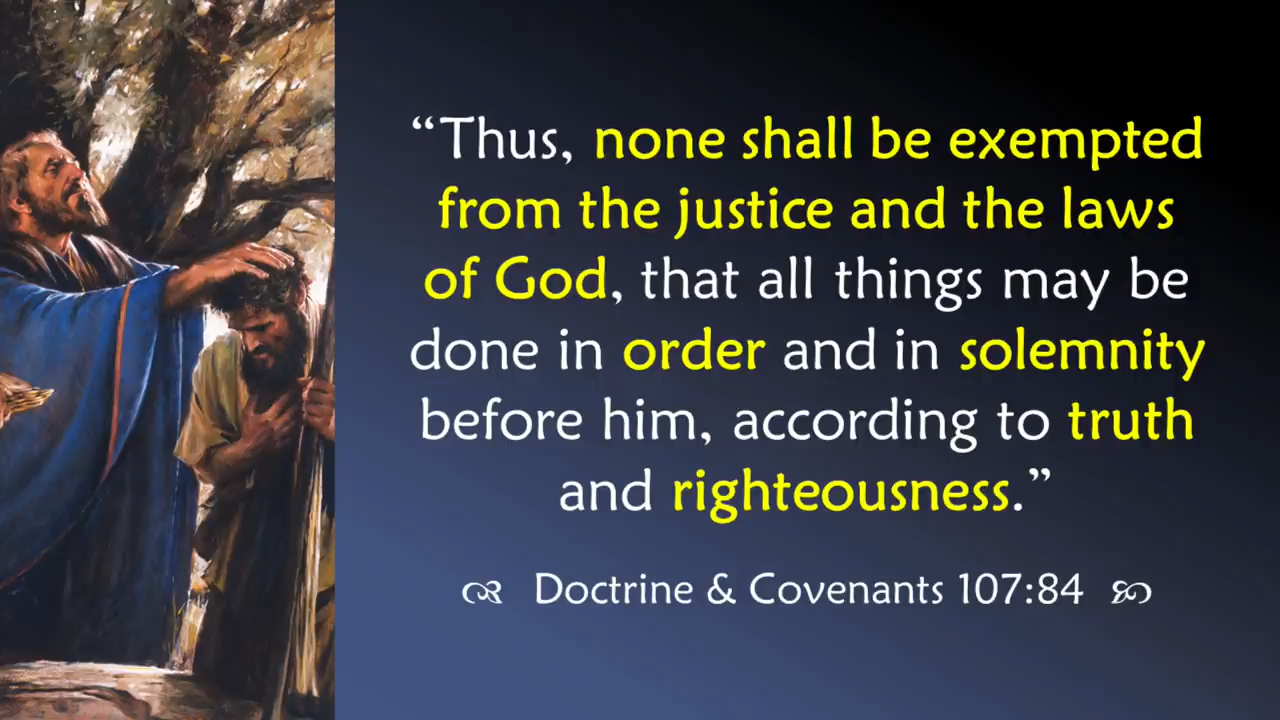 “Thus, none shall be exempted
from the justice and the laws
of God, that all things may be
done in order and in solemnity
before him, according to truth
and righteousness.”
Doctrine & Covenants 107:84